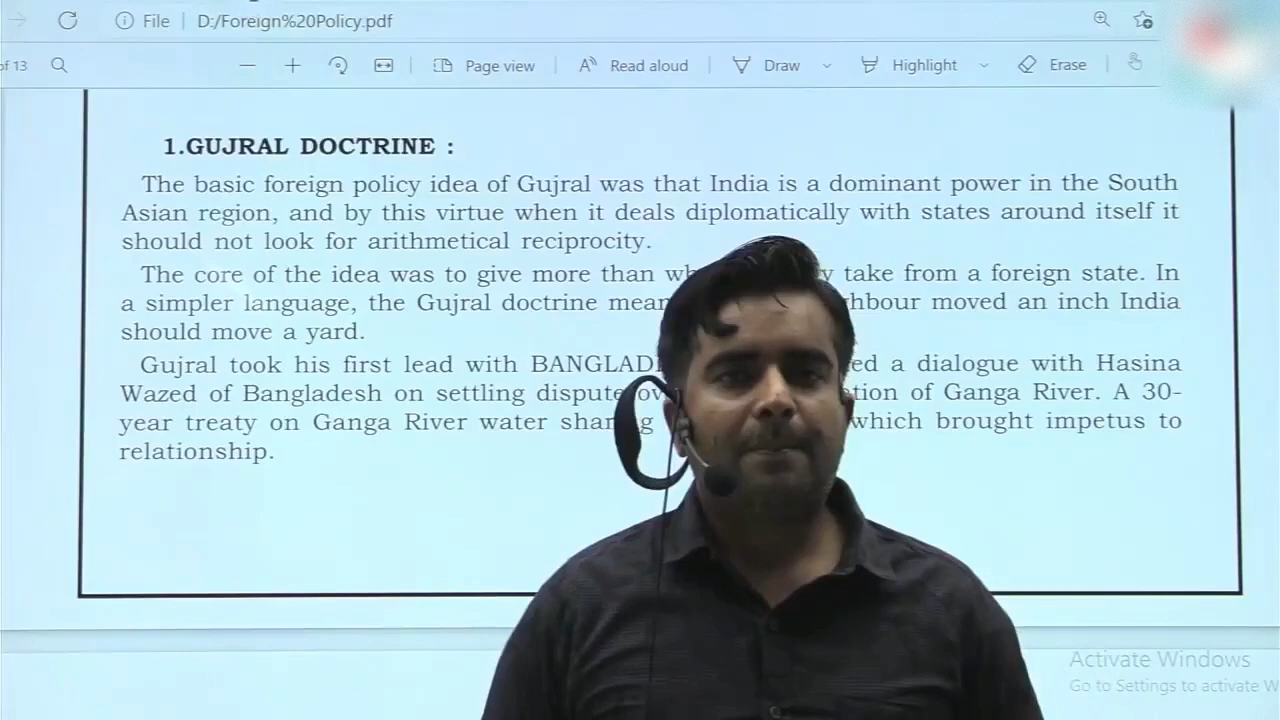 File | D:/Foreign%20Policy.pdf
of 13 Page view Read aloud Draw Highlight Erase
1.GUJRAL DOCTRINE :
The basic foreign policy idea of Gujral was that India is a dominant power in the South
Asian region, and by this virtue when it deals diplomatically with states around itself it
should not look for arithmetical reciprocity.
The core of the idea was to give more than take from a foreign state. In
a simpler language, the Gujral doctrine moved an inch India
should move a yard.
Gujral took his first lead with a dialogue with Hasina
Wazed of Bangladesh on settling dispute of Ganga River. A 30-
year treaty on Ganga River water which brought impetus to
relationship.
Activate Windows
Go to Settings to activate